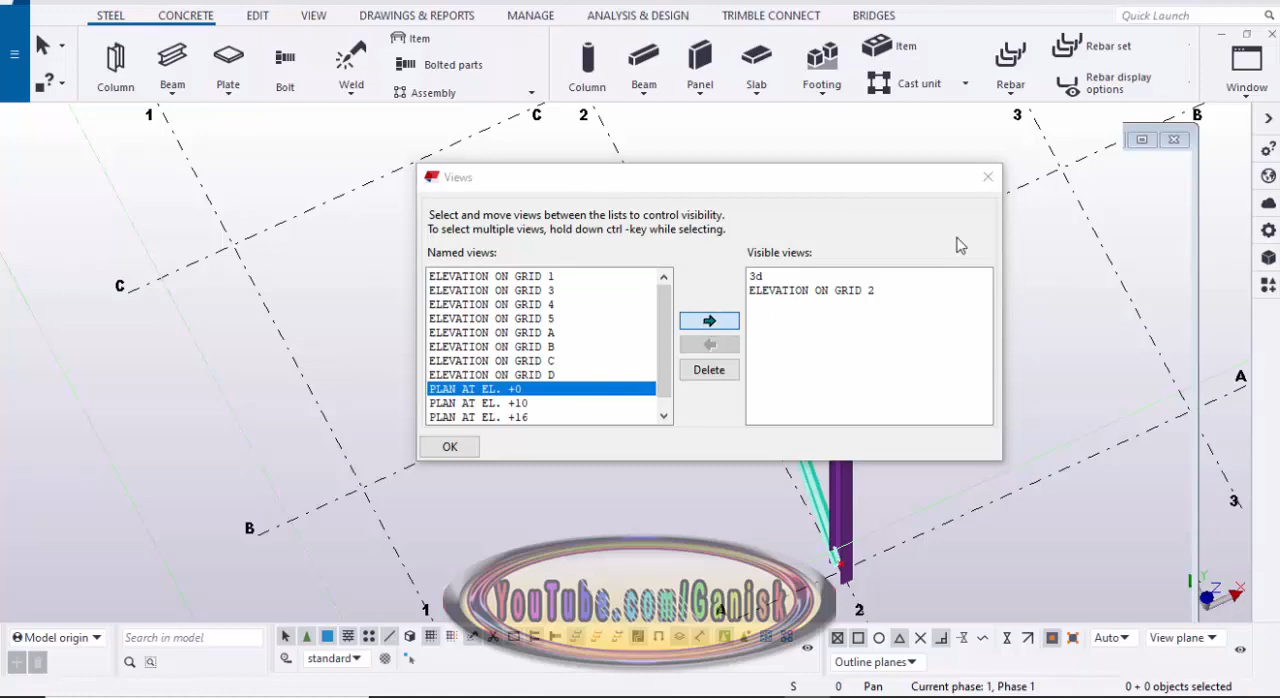 STEEL CONCRETE EDIT VIEW DRAWINGS & REPORTS MANAGE ANALYSIS & DESIGN TRIMBLE CONNECT BRIDGES Quick Launch
Item
Item
Rebar set
Bolted parts
Rebar display
options
Cast unit
Column Beam Plate Bolt Weld
Assembly
Column Beam Panel Slab Footing
Rebar
Window
1
C
2
3
B
Views
Select and move views between the lists to control visibility.
To select multiple views, hold down ctrl -key while selecting.
Named views:
Visible views:
ELEVATION ON GRID 1
ELEVATION ON GRID 3
ELEVATION ON GRID 4
ELEVATION ON GRID 5
ELEVATION ON GRID A
ELEVATION ON GRID B
ELEVATION ON GRID C
ELEVATION ON GRID D
PLAN AT EL. +0
PLAN AT EL. +10
PLAN AT EL. +16
3d
ELEVATION ON GRID 2
Delete
OK
C
A
B
3
1
A
2
Y
Z
X
YouTube.com/Ganisk
Model origin
Search in model
standard
Auto
View plane
Outline planes
S 0 Pan Current phase: 1, Phase 1 0 + 0 objects selected